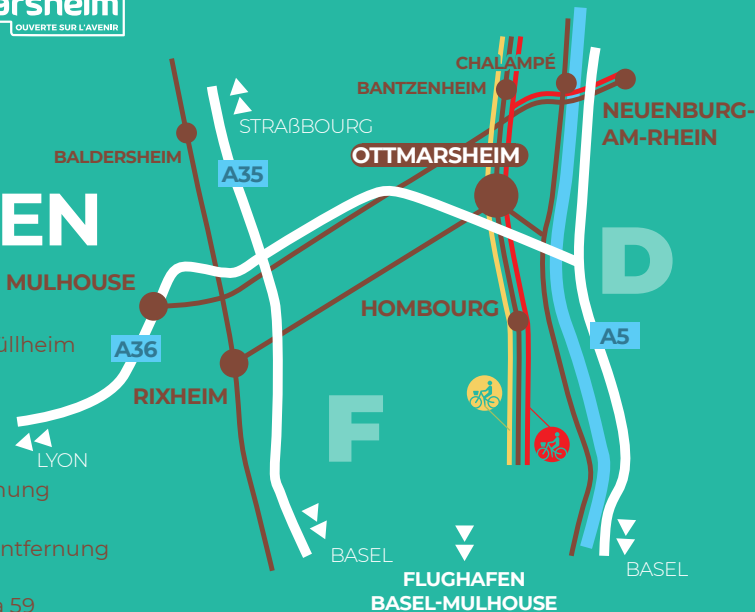 OUVERTE SUR L'AVENIR
CHALAMPÉ
BANTZENHEIM
NEUENBURG-
AM-RHEIN
STRAßBOURG
BALDERSHEIM
OTTMARSHEIM
A35
EN
D
MULHOUSE
HOMBOURG
A36
A5
RIXHEIM
F
LYON
BASEL
BASEL
FLUGHAFEN
BASEL-MULHOUSE
59